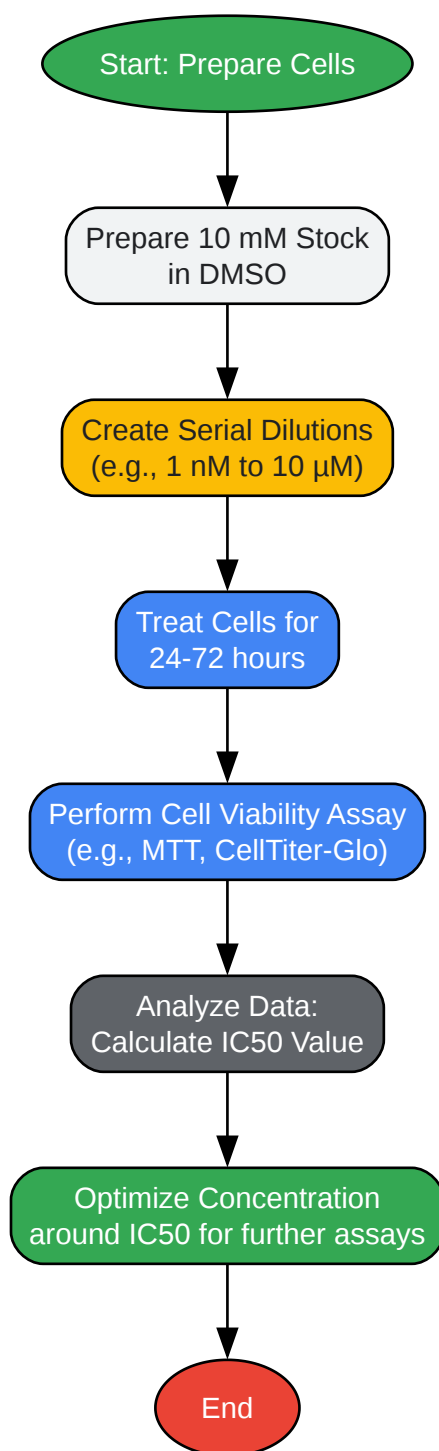 Start: Prepare Cells
Prepare 10 mM Stock
in DMSO
Create Serial Dilutions
(e.g., 1 nM to 10 µM)
Treat Cells for
24-72 hours
Perform Cell Viability Assay
(e.g., MTT, CellTiter-Glo)
Analyze Data:
Calculate IC50 Value
Optimize Concentration
around IC50 for further assays
End